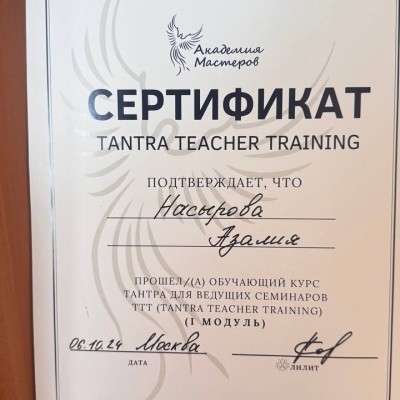 Академия
Мастеров
СЕРТИФИКАТ
TANTRA TEACHER TRAINING
ПОДТВЕРЖДАЕТ, ЧТО
Насырова
Азалия
ПРОШЕЛ/(А) ОБУЧАЮЩИЙ КУРС
ТАНТРА ДЛЯ ВЕДУЩИХ СЕМИНАРОВ
ТТТ (TANTRA TEACHER TRAINING)
(I МОДУЛЬ)
06.10.24 Москва
ДАТА
ЛИЛИТ